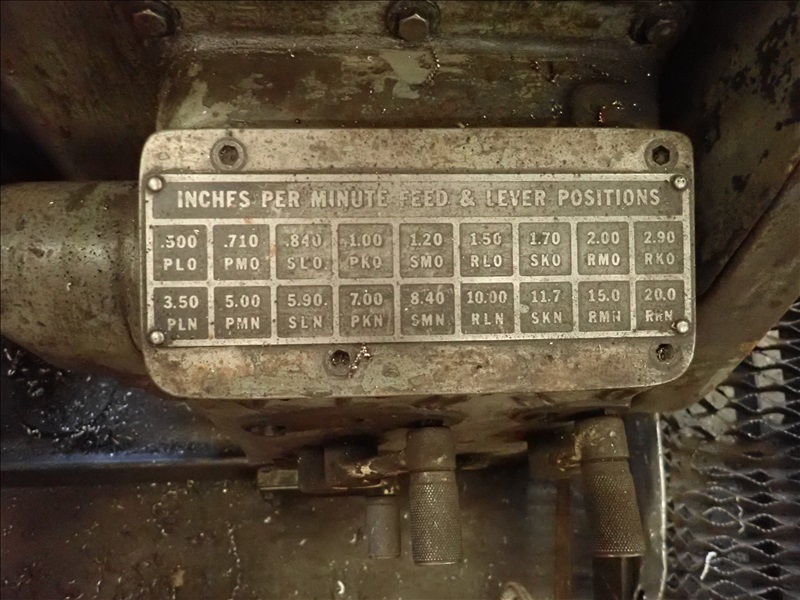 INCHES PER MINUTE FEED & LEVER POSITIONS
.500 .710 .840 1.00 1.20 1.50 1.70 2.00 2.90
PLO PMO SLO PKO SMO RLO SKO RMO RKO
3.50 5.00 5.90. 7.00 8.40 10.00 11.7 15.0 20.0
PLN PMN SLN PKN SMN RLN SKN RMN RKN